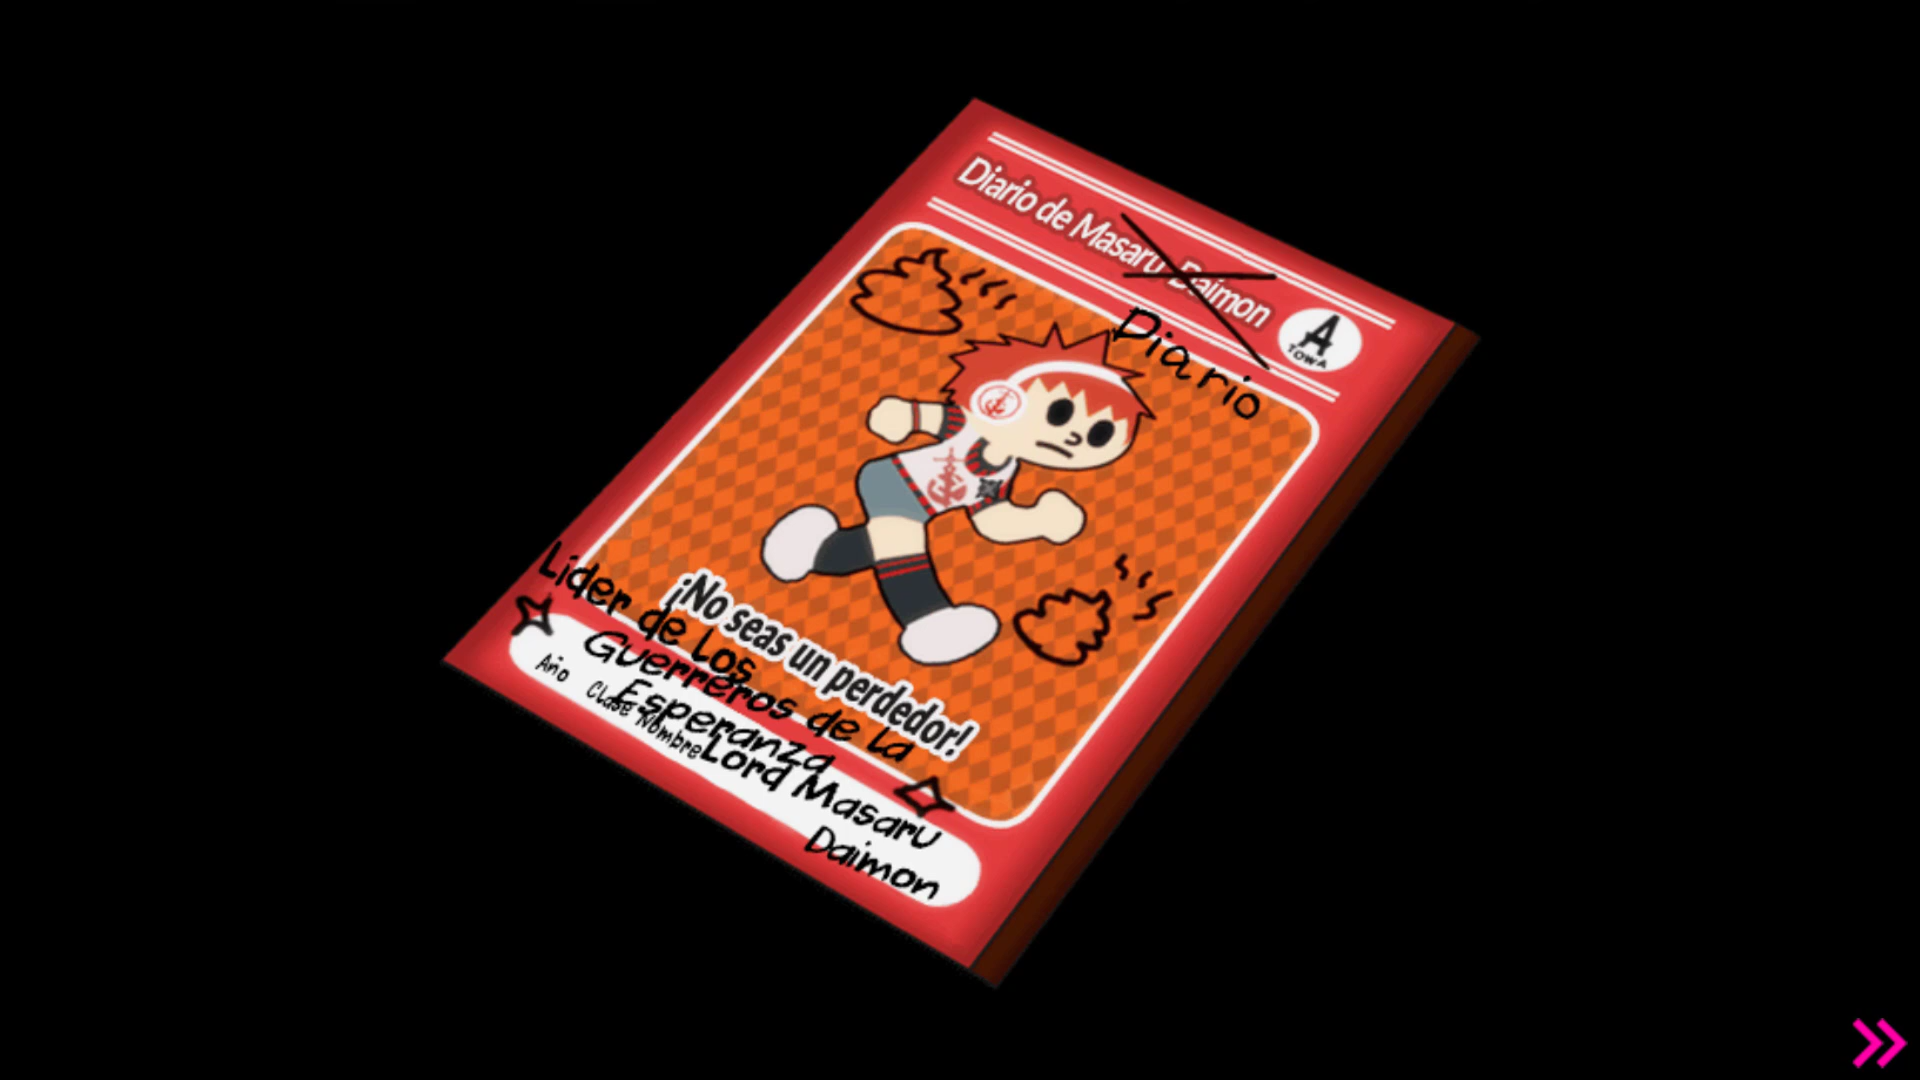 Diario de Masaru Daimon
A
TOWA
Diario
¡No seas un perdedor!
Lider de Los
Guerreros de la
Esperanza
Año Clase Nombre
Lord Masaru
Daimon